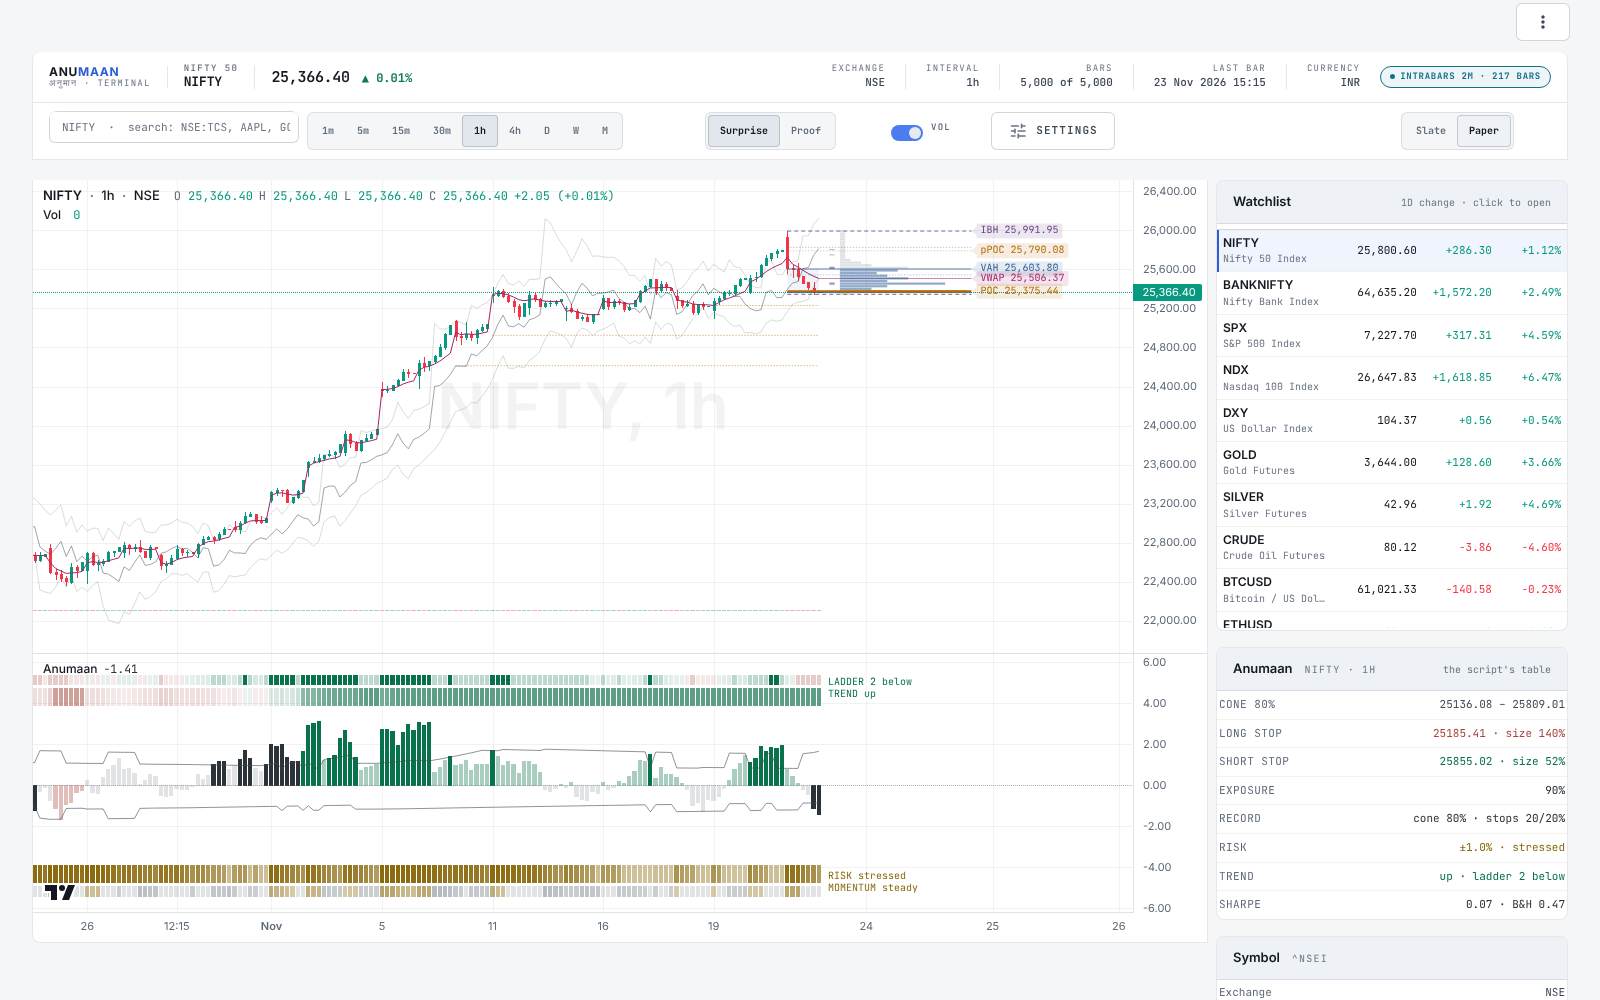 ANUMAAN
अनुमान · TERMINAL
NIFTY 50
NIFTY
25,366.40 ▲ 0.01%
EXCHANGE
NSE
INTERVAL
1h
BARS
5,000 of 5,000
LAST BAR
23 Nov 2026 15:15
CURRENCY
INR
INTRABARS 2M · 217 BARS
NIFTY · search: NSE:TCS, AAPL, GC
1m 5m 15m 30m 1h 4h D W M
Surprise Proof
VOL
SETTINGS
Slate Paper
NIFTY · 1h · NSE O 25,366.40 H 25,366.40 L 25,366.40 C 25,366.40 +2.05 (+0.01%)
Vol 0
NIFTY, 1h
IBH 25,991.95
pPOC 25,790.08
VAH 25,603.80
VWAP 25,506.37
POC 25,375.44
26,400.00
26,000.00
25,600.00
25,366.40
25,200.00
24,800.00
24,400.00
24,000.00
23,600.00
23,200.00
22,800.00
22,400.00
22,000.00
Anumaan -1.41
LADDER 2 below
TREND up
RISK stressed
MOMENTUM steady
6.00
4.00
2.00
0.00
-2.00
-4.00
-6.00
26 12:15 Nov 5 11 16 19 24 25 26
Watchlist 1D change · click to open
NIFTY
Nifty 50 Index
25,800.60 +286.30 +1.12%
BANKNIFTY
Nifty Bank Index
64,635.20 +1,572.20 +2.49%
SPX
S&P 500 Index
7,227.70 +317.31 +4.59%
NDX
Nasdaq 100 Index
26,647.83 +1,618.85 +6.47%
DXY
US Dollar Index
104.37 +0.56 +0.54%
GOLD
Gold Futures
3,644.00 +128.60 +3.66%
SILVER
Silver Futures
42.96 +1.92 +4.69%
CRUDE
Crude Oil Futures
80.12 -3.86 -4.60%
BTCUSD
Bitcoin / US Dol…
61,021.33 -140.58 -0.23%
ETHUSD
Anumaan NIFTY · 1H the script's table
CONE 80% 25136.08 – 25809.01
LONG STOP 25185.41 · size 140%
SHORT STOP 25855.02 · size 52%
EXPOSURE 90%
RECORD cone 80% · stops 20/20%
RISK ±1.0% · stressed
TREND up · ladder 2 below
SHARPE 0.07 · B&H 0.47
Symbol ^NSEI
Exchange NSE